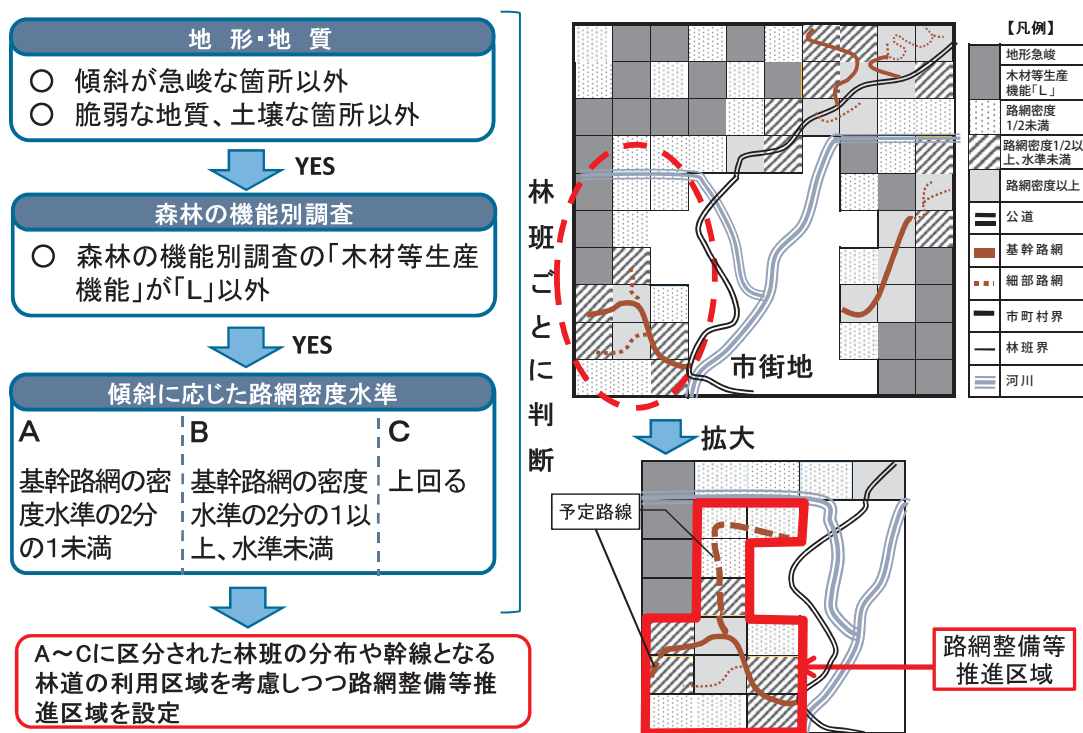 地形・地質
○ 傾斜が急峻な箇所以外
○ 脆弱な地質、土壌な箇所以外
YES
森林の機能別調査
○ 森林の機能別調査の「木材等生産
機能」が「L」以外
YES
傾斜に応じた路網密度水準
A
基幹路網の密
度水準の2分
の1未満
B
基幹路網の密度
水準の2分の1以
上、水準未満
C
上回る
A~Cに区分された林班の分布や幹線となる
林道の利用区域を考慮しつつ路網整備等推
進区域を設定
林班ごとに判断
市街地
【凡例】
地形急峻
木材等生産
機能「L」
路網密度
1/2未満
路網密度1/2以
上、水準未満
路網密度以上
公道
基幹路網
細部路網
市町村界
林班界
河川
拡大
予定路線
路網整備等
推進区域